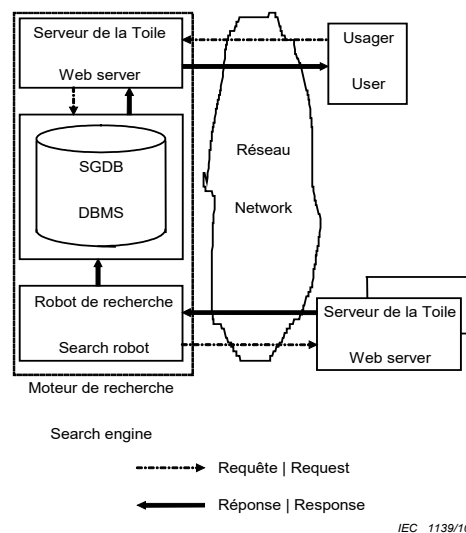 Serveur de la Toile
Web server
Usager
User
SGDB
DBMS
Réseau
Network
Robot de recherche
Search robot
Serveur de la Toile
Web server
Moteur de recherche
Search engine
Requête | Request
Réponse | Response